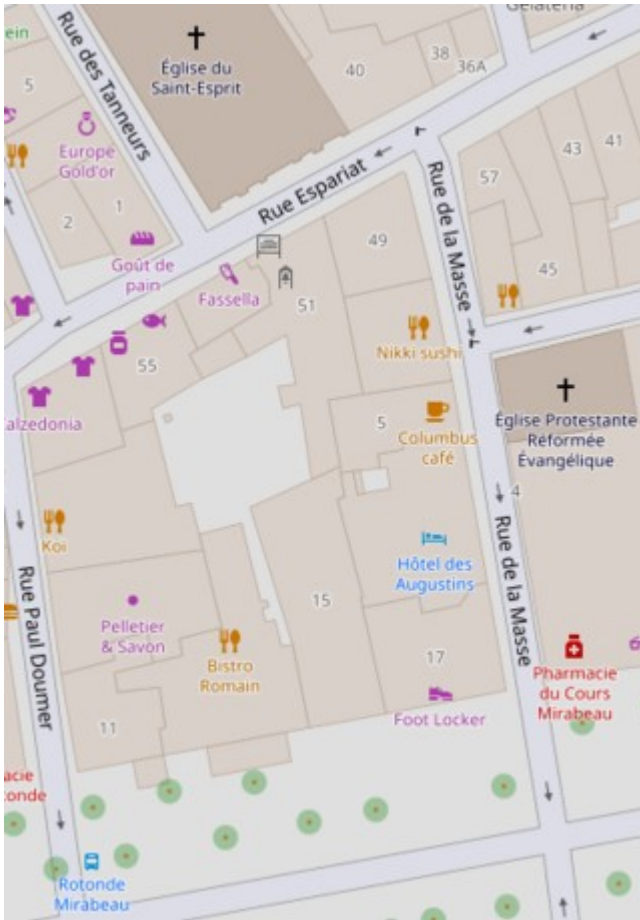 Gelateria
ein
Rue des Tanneurs
Église du
Saint-Esprit
40
38
36A
5
Europe
Gold'or
2
1
Rue Espariat
Rue de la Masse
57
43
41
45
49
Goût de
pain
Fassella
51
Nikki sushi
55
alzedonia
5
Columbus
café
Église Protestante
Réformée
Évangélique
4
Koi
Hôtel des
Augustins
Rue de la Masse
Rue Paul Doumer
Pelletier
& Savon
15
Bistro
Romain
17
Pharmacie
du Cours
Mirabeau
11
Foot Locker
acie
conde
Rotonde
Mirabeau